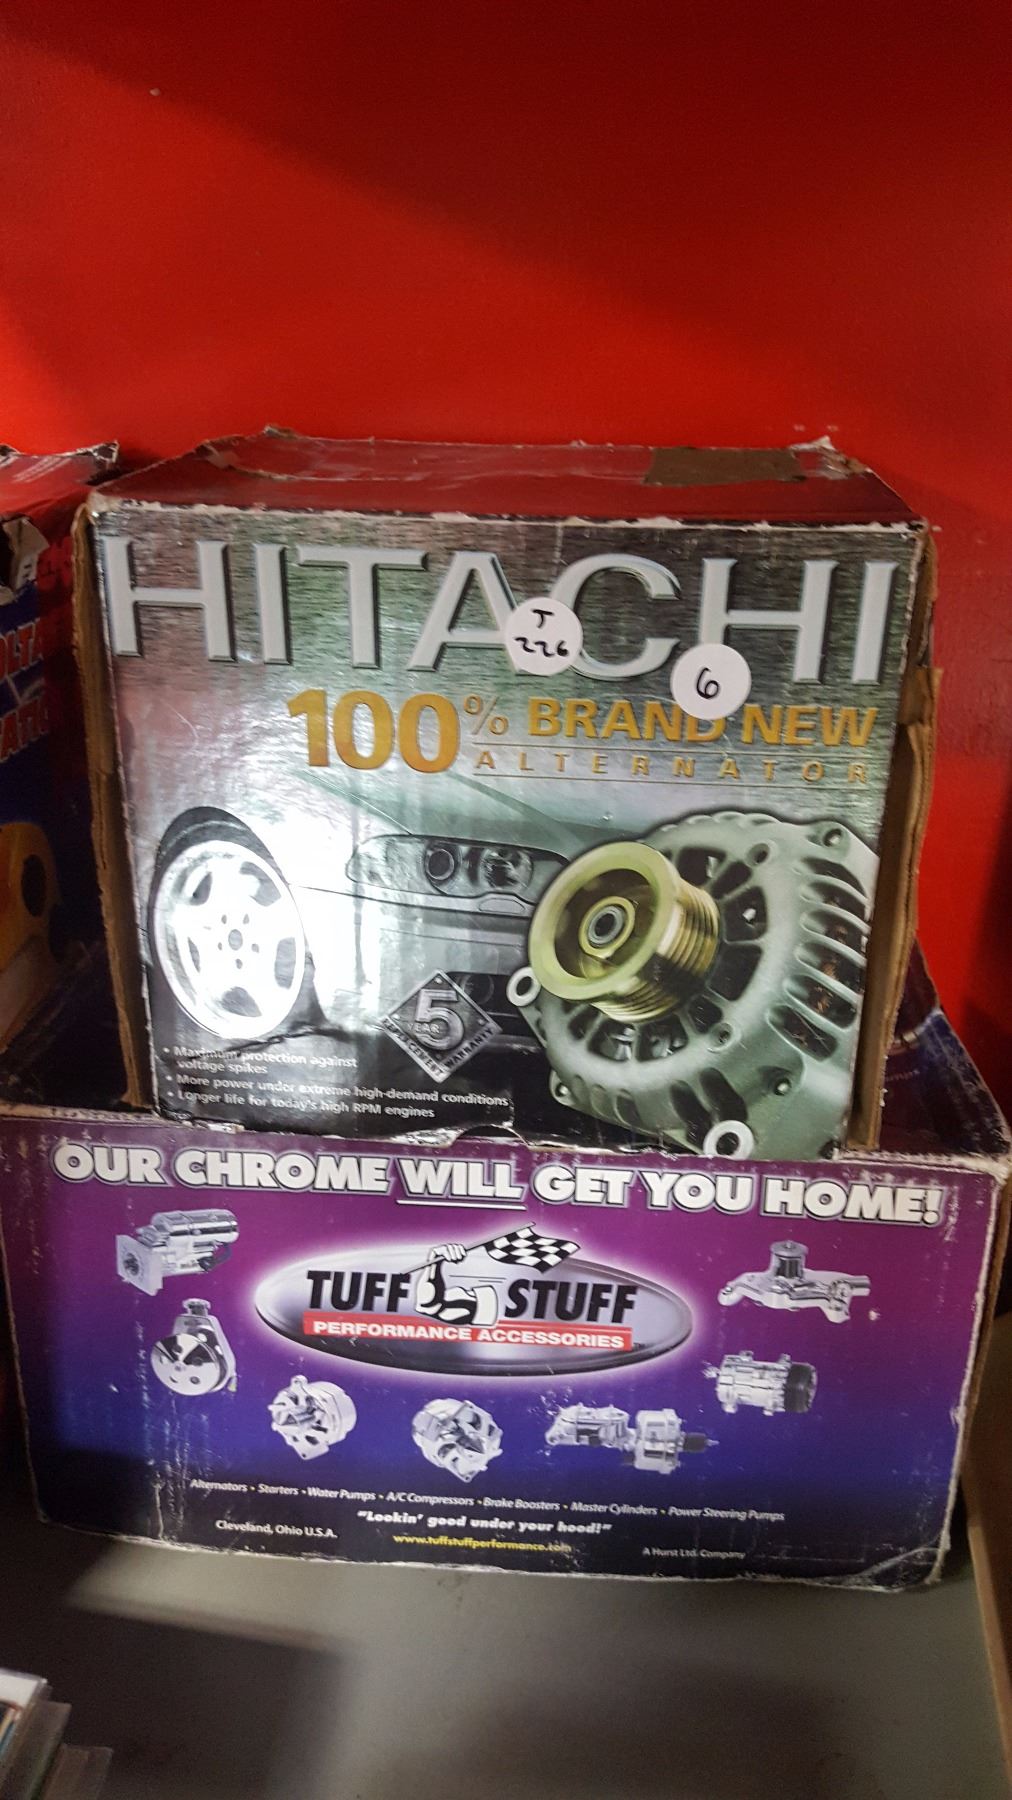 HITACHI
T
226
6
100% BRAND NEW
ALTERNATOR
5
YEAR
REPLACEMENT WARRANTY
• Maximum protection against
voltage spikes
• More power under extreme high-demand conditions
• Longer life for today's high RPM engines
OUR CHROME WILL GET YOU HOME!
TUFF STUFF
PERFORMANCE ACCESSORIES
Alternators • Starters • Water Pumps • A/C Compressors • Brake Boosters • Master Cylinders • Power Steering Pumps
"Lookin' good under your hood!"
Cleveland, Ohio U.S.A.
www.tuffstuffperformance.com
A Hurst Ltd. Company